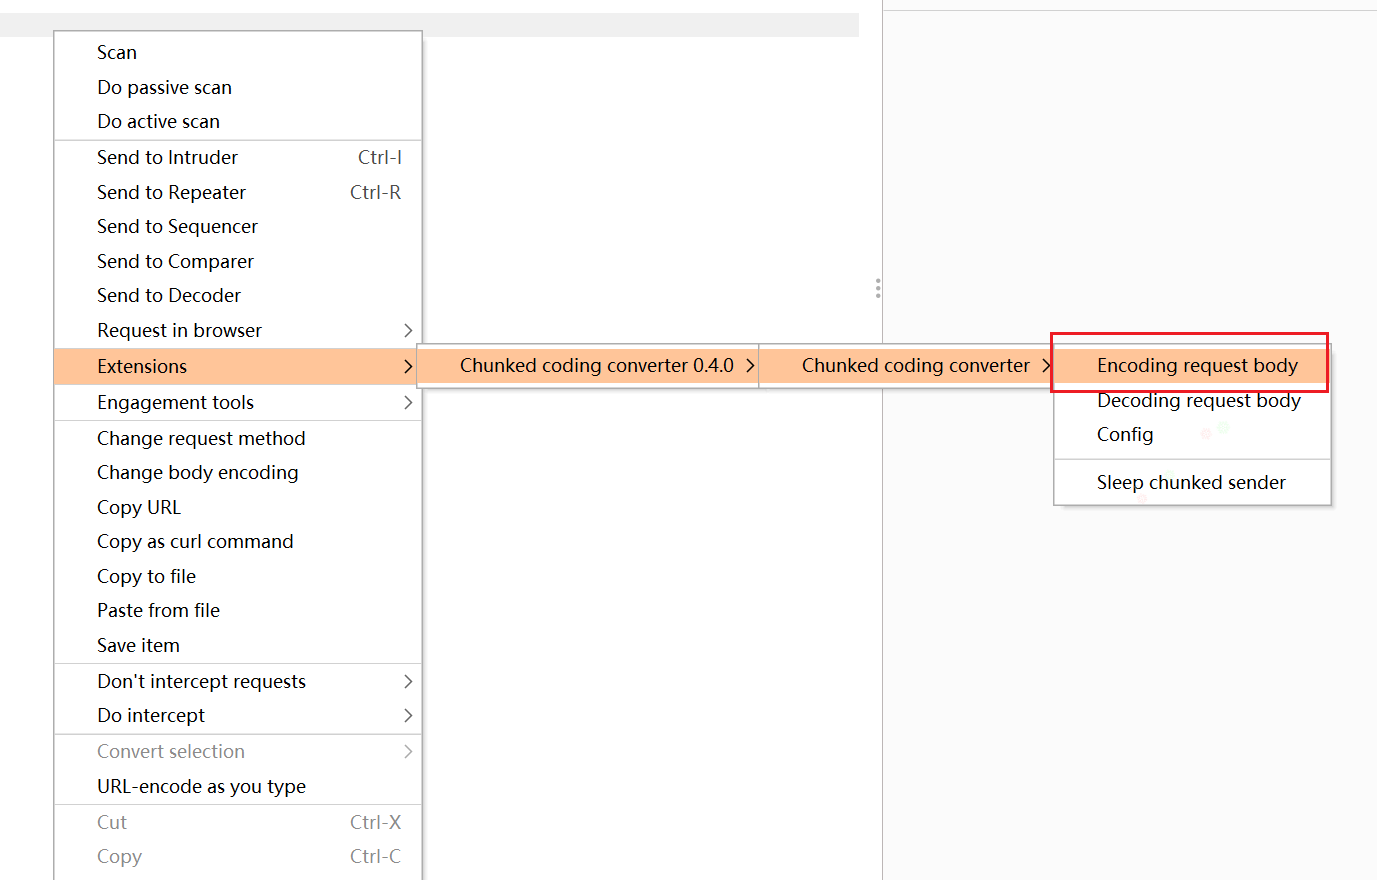 Scan
Do passive scan
Do active scan
Send to Intruder Ctrl-I
Send to Repeater Ctrl-R
Send to Sequencer
Send to Comparer
Send to Decoder
Request in browser
Extensions
Chunked coding converter 0.4.0
Chunked coding converter
Encoding request body
Decoding request body
Config
Sleep chunked sender
Engagement tools
Change request method
Change body encoding
Copy URL
Copy as curl command
Copy to file
Paste from file
Save item
Don't intercept requests
Do intercept
Convert selection
URL-encode as you type
Cut Ctrl-X
Copy Ctrl-C